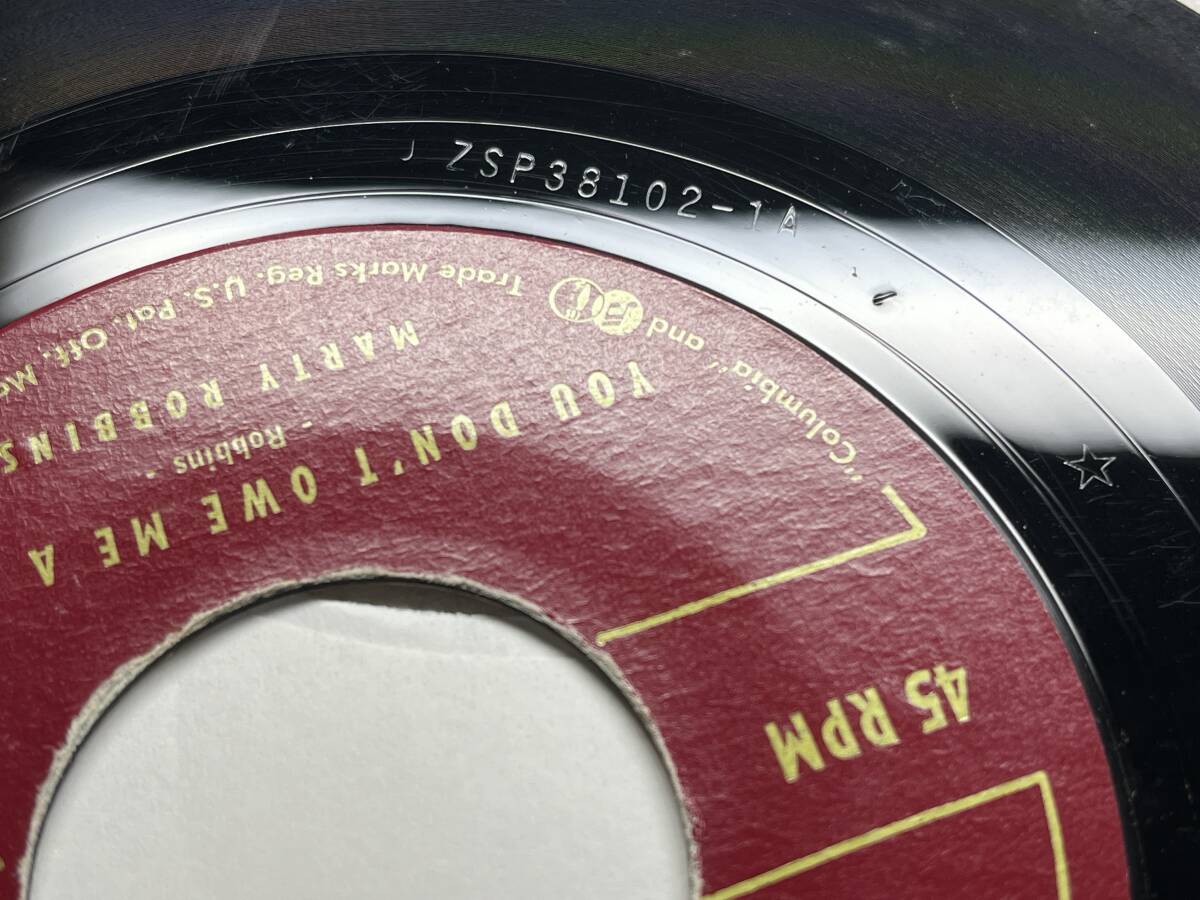 J ZSP38102-1A
45 RPM
YOU DON'T OWE ME A
- Robbins -
MARTY ROBBINS
"Columbia" and Trade Marks Reg. U.S. Pat. Off.